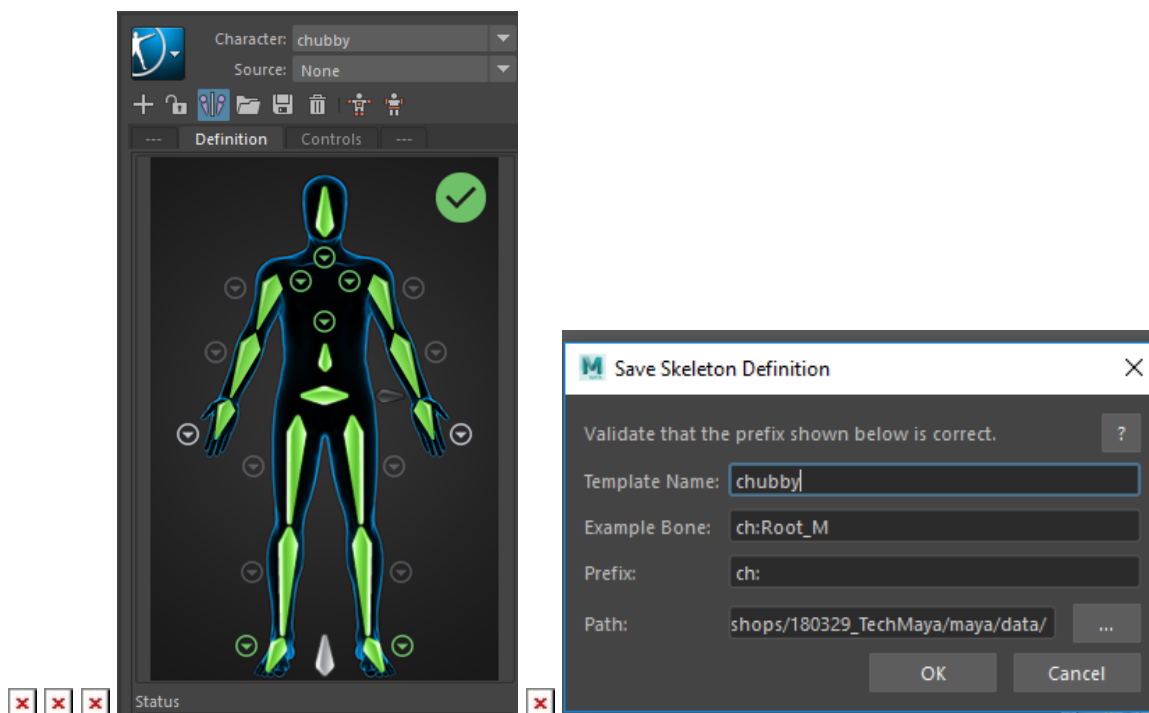 Character: chubby
Source: None
--- Definition Controls ---
Status
Save Skeleton Definition
Validate that the prefix shown below is correct. ?
Template Name: chubby
Example Bone: ch:Root_M
Prefix: ch:
Path: shops/180329_TechMaya/maya/data/ ...
OK Cancel